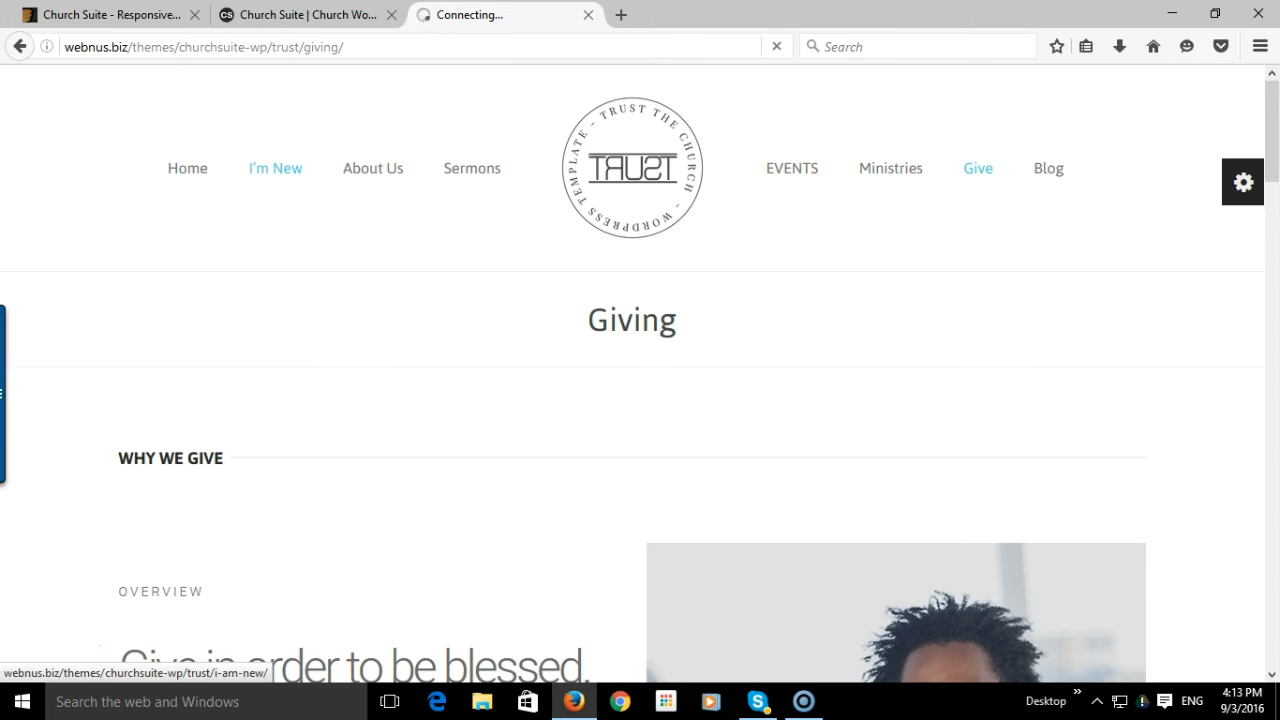 Church Suite - Responsive...
CS Church Suite | Church Wo...
Connecting...
webnus.biz/themes/churchsuite-wp/trust/giving/
Search
Home
I'm New
About Us
Sermons
TRUST THE CHURCH - WORDPRESS TEMPLATE -
TRUST
EVENTS
Ministries
Give
Blog
Giving
WHY WE GIVE
OVERVIEW
Give in order to be blessed.
webnus.biz/themes/churchsuite-wp/trust/i-am-new/
Search the web and Windows
Desktop
ENG
4:13 PM
9/3/2016